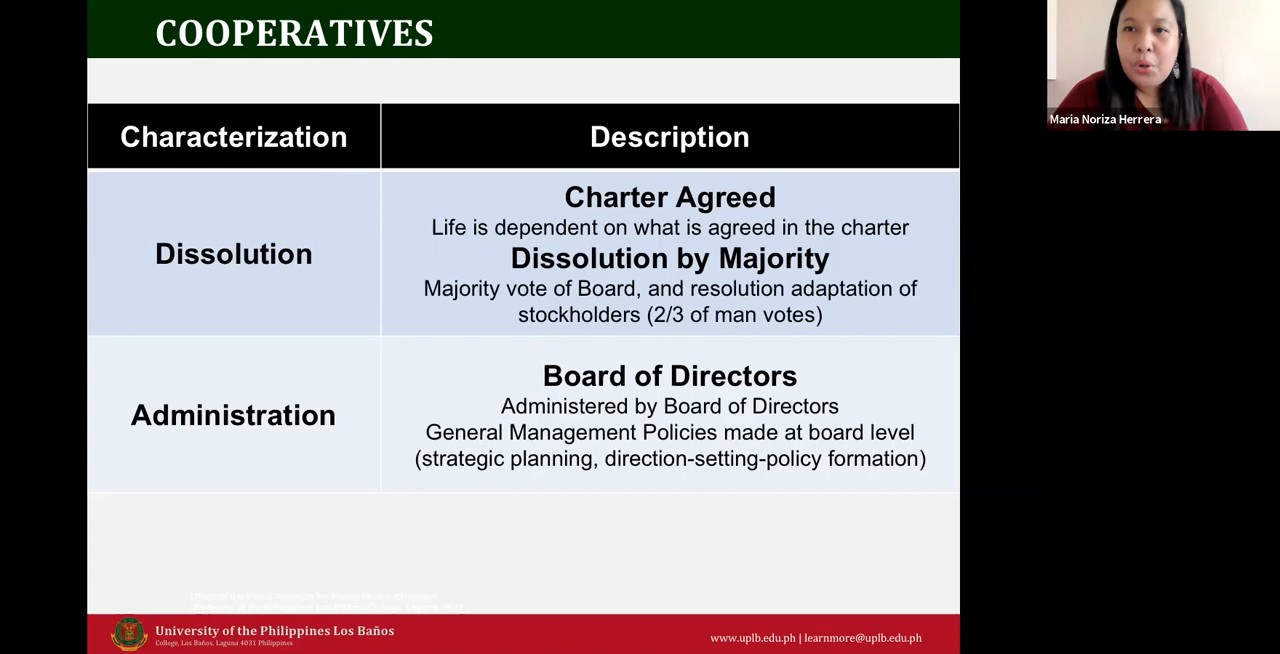 COOPERATIVES
Maria Noriza Herrera
Characterization
Description
Dissolution
Charter Agreed
Life is dependent on what is agreed in the charter
Dissolution by Majority
Majority vote of Board, and resolution adaptation of
stockholders (2/3 of man votes)
Administration
Board of Directors
Administered by Board of Directors
General Management Policies made at board level
(strategic planning, direction-setting-policy formation)
University of the Philippines Los Baños
College, Los Baños, Laguna 4031 Philippines
www.uplb.edu.ph | learnmore@uplb.edu.ph